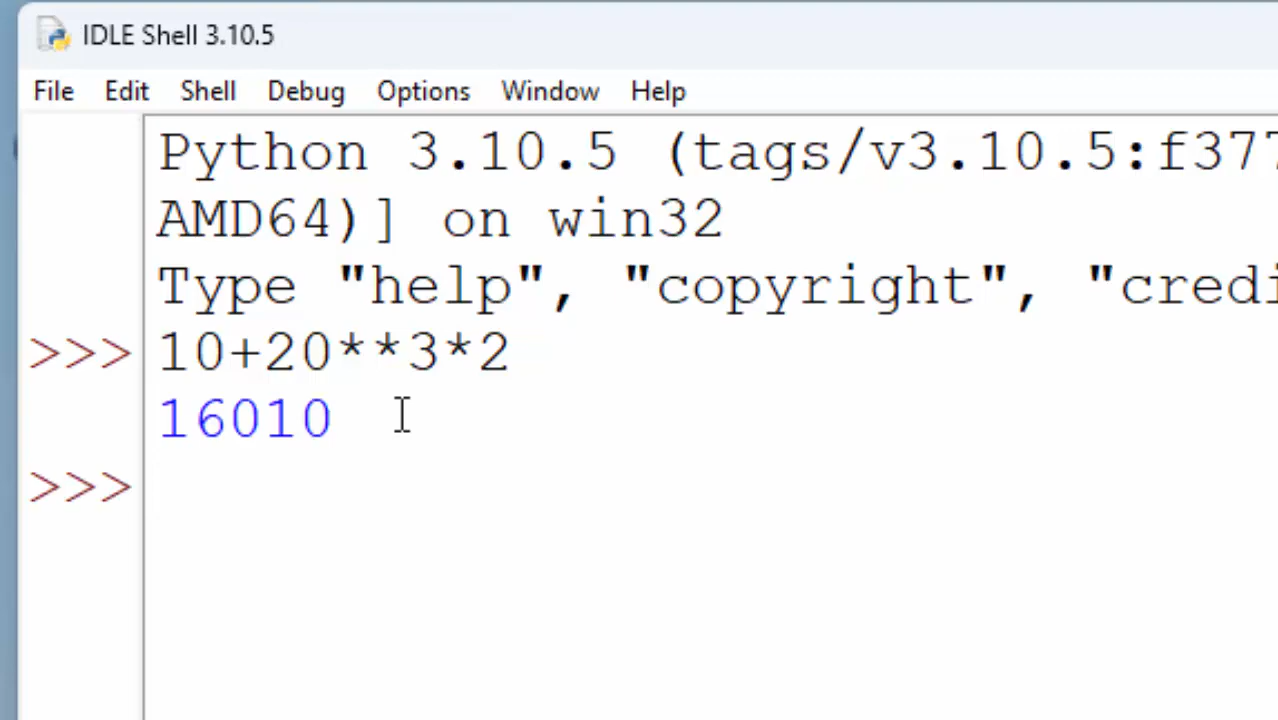 IDLE Shell 3.10.5
File Edit Shell Debug Options Window Help
Python 3.10.5 (tags/v3.10.5:f377
AMD64)] on win32
Type "help", "copyright", "credi
>>> 10+20**3*2
16010
>>>